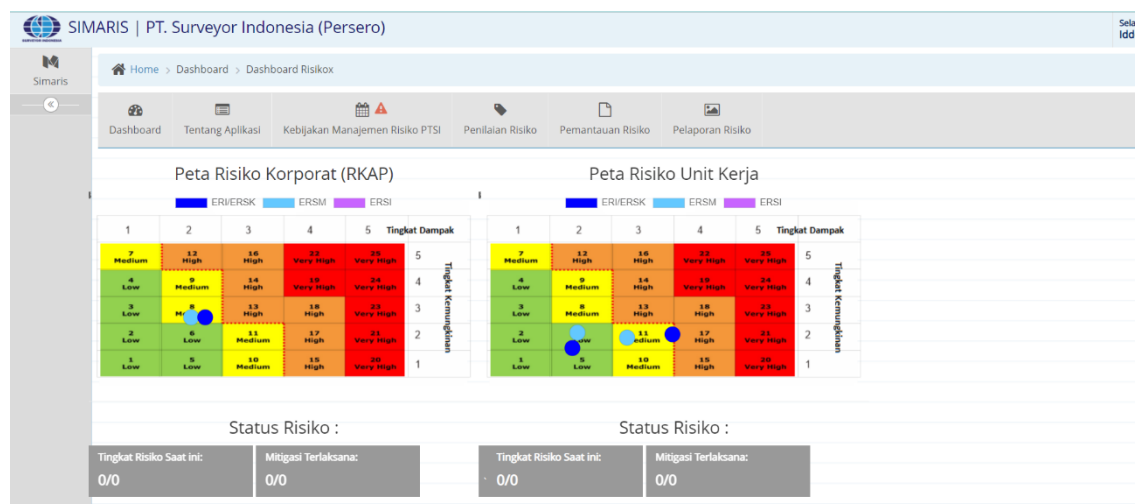 SIMARIS | PT. Surveyor Indonesia (Persero)
Sela
Idd
Simaris
Home > Dashboard > Dashboard Risikox
Dashboard
Tentang Aplikasi
Kebijakan Manajemen Risiko PTSI
Penilaian Risiko
Pemantauan Risiko
Pelaporan Risiko
Peta Risiko Korporat (RKAP)
ERI/ERSK ERSM ERSI
1 2 3 4 5 Tingkat Dampak
7 Medium 12 High 16 High 22 Very High 25 Very High 5
4 Low 9 Medium 14 High 19 Very High 24 Very High 4
3 Low 8 13 High 18 High 23 Very High 3
2 Low 6 Low 11 Medium 17 High 21 Very High 2
1 Low 5 Low 10 Medium 15 High 20 Very High 1
Tingkat Kemungkinan
Peta Risiko Unit Kerja
ERI/ERSK ERSM ERSI
1 2 3 4 5 Tingkat Dampak
7 Medium 12 High 16 High 22 Very High 25 Very High 5
4 Low 9 Medium 14 High 19 Very High 24 Very High 4
3 Low 8 Medium 13 High 18 High 23 Very High 3
2 Low 11 17 High 21 Very High 2
1 Low 5 Low 10 Medium 15 High 20 Very High 1
Tingkat Kemungkinan
Status Risiko :
Tingkat Risiko Saat ini:
0/0
Mitigasi Terlaksana:
0/0
Status Risiko :
Tingkat Risiko Saat ini:
0/0
Mitigasi Terlaksana:
0/0